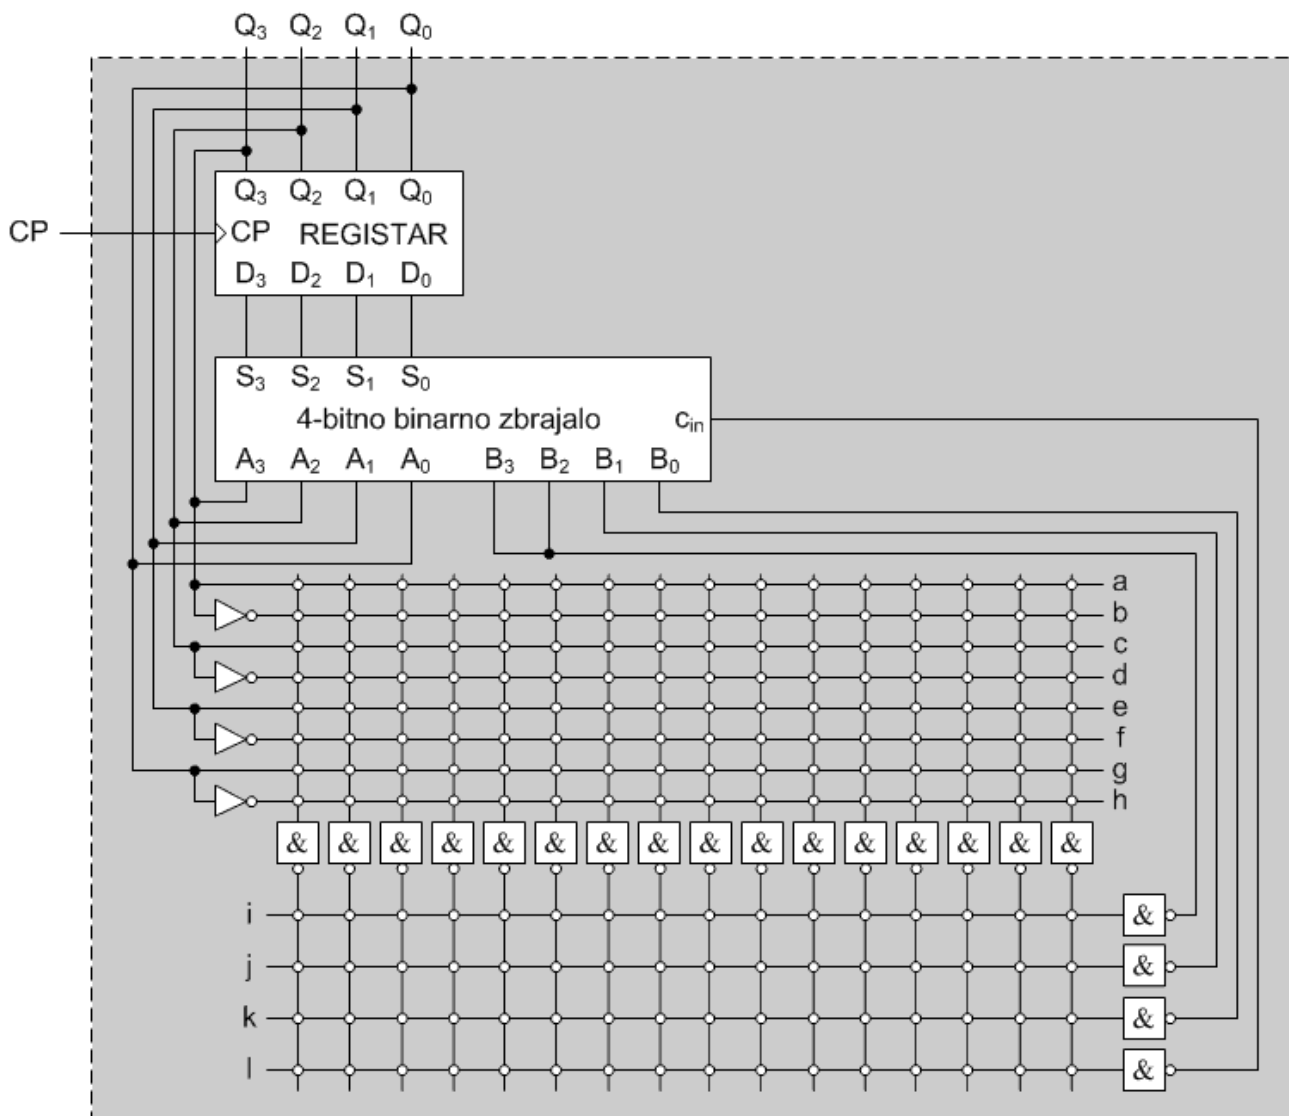 Q3 Q2 Q1 Q0
Q3 Q2 Q1 Q0
CP
CP REGISTAR
D3 D2 D1 D0
S3 S2 S1 S0
4-bitno binarno zbrajalo cin
A3 A2 A1 A0 B3 B2 B1 B0
a
b
c
d
e
f
g
h
& & & & & & & & & & & & & & & &
i &
j &
k &
l &